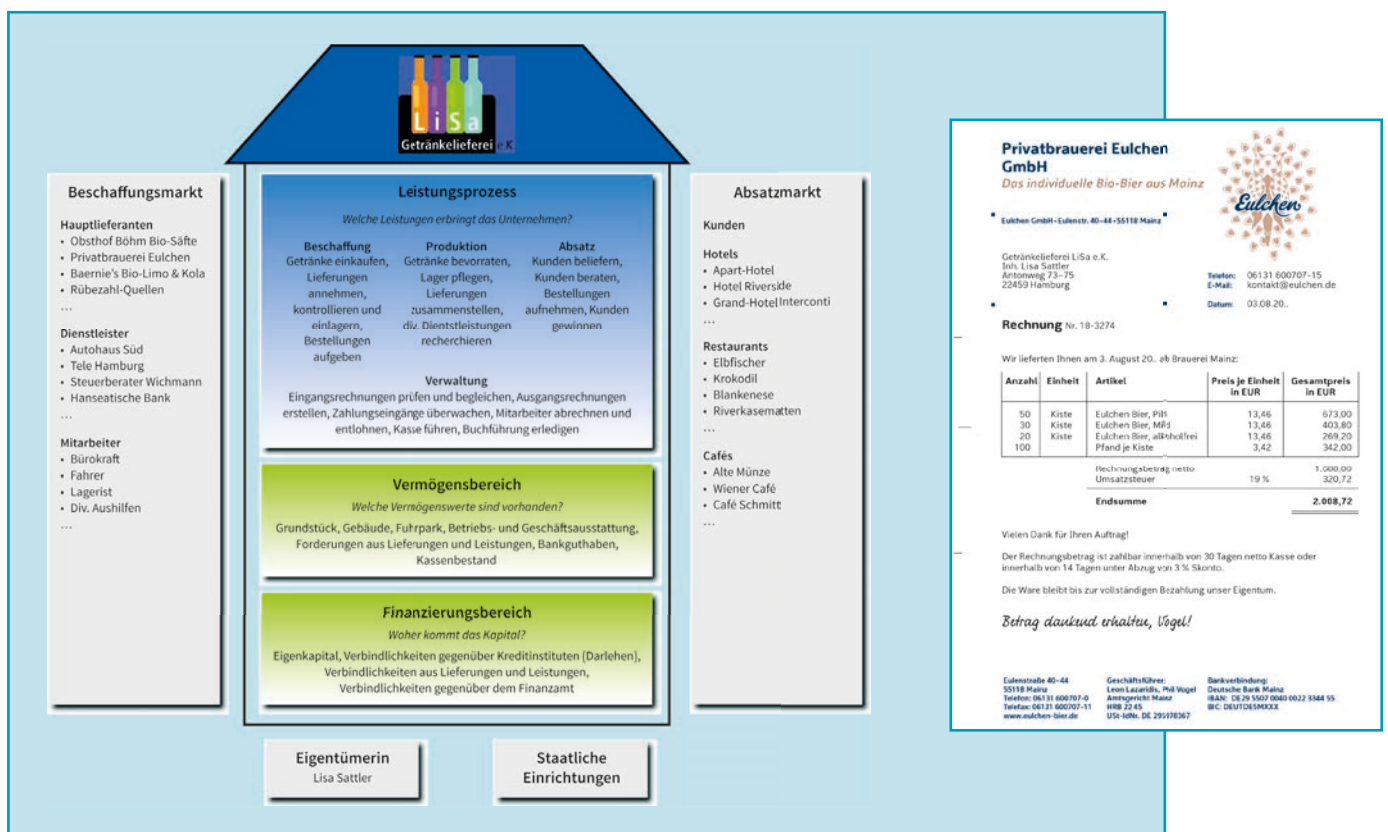 LiSa
Getränkelieferei e.K.
Beschaffungsmarkt
Hauptlieferanten
• Obsthof Böhm Bio-Säfte
• Privatbrauerei Eulchen
• Baernie's Bio-Limo & Kola
• Rübezahl-Quellen
...
Dienstleister
• Autohaus Süd
• Tele Hamburg
• Steuerberater Wichmann
• Hanseatische Bank
...
Mitarbeiter
• Bürokraft
• Fahrer
• Lagerist
• Div. Aushilfen
...
Leistungsprozess
Welche Leistungen erbringt das Unternehmen?
Beschaffung
Getränke einkaufen,
Lieferungen
annehmen,
kontrollieren und
einlagern,
Bestellungen
aufgeben
Produktion
Getränke bevorraten,
Lager pflegen,
Lieferungen
zusammenstellen,
div. Dientstleistungen
recherchieren
Absatz
Kunden beliefern,
Kunden beraten,
Bestellungen
aufnehmen, Kunden
gewinnen
Verwaltung
Eingangsrechnungen prüfen und begleichen, Ausgangsrechnungen
erstellen, Zahlungseingänge überwachen, Mitarbeiter abrechnen und
entlohnen, Kasse führen, Buchführung erledigen
Vermögensbereich
Welche Vermögenswerte sind vorhanden?
Grundstück, Gebäude, Fuhrpark, Betriebs- und Geschäftsausstattung,
Forderungen aus Lieferungen und Leistungen, Bankguthaben,
Kassenbestand
Finanzierungsbereich
Woher kommt das Kapital?
Eigenkapital, Verbindlichkeiten gegenüber Kreditinstituten (Darlehen),
Verbindlichkeiten aus Lieferungen und Leistungen,
Verbindlichkeiten gegenüber dem Finanzamt
Absatzmarkt
Kunden
Hotels
• Apart-Hotel
• Hotel Riverside
• Grand-Hotel Interconti
...
Restaurants
• Elbfischer
• Krokodil
• Blankenese
• Riverkasematten
...
Cafés
• Alte Münze
• Wiener Café
• Café Schmitt
...
Eigentümerin
Lisa Sattler
Staatliche
Einrichtungen
Privatbrauerei Eulchen
GmbH
Das individuelle Bio-Bier aus Mainz
Eulchen
Eulchen GmbH · Eulenstr. 40–44 · 55118 Mainz
Getränkelieferei LiSa e.K.
Inh. Lisa Sattler
Antonweg 73–75
22459 Hamburg
Telefon: 06131 600707-15
E-Mail: kontakt@eulchen.de
Datum: 03.08.20..
Rechnung Nr. 18-3274
Wir lieferten Ihnen am 3. August 20.. ab Brauerei Mainz:
Anzahl Einheit Artikel Preis je Einheit in EUR Gesamtpreis in EUR
50 Kiste Eulchen Bier, Pils 13,46 673,00
30 Kiste Eulchen Bier, Mild 13,46 403,80
20 Kiste Eulchen Bier, alkoholfrei 13,46 269,20
100 Pfand je Kiste 3,42 342,00
Rechnungsbetrag netto 1.000,00
Umsatzsteuer 19 % 320,72
Endsumme 2.008,72
Vielen Dank für Ihren Auftrag!
Der Rechnungsbetrag ist zahlbar innerhalb von 30 Tagen netto Kasse oder
innerhalb von 14 Tagen unter Abzug von 3 % Skonto.
Die Ware bleibt bis zur vollständigen Bezahlung unser Eigentum.
Betrag dankend erhalten, Vogel!
Eulenstraße 40–44
55118 Mainz
Telefon: 06131 600707-0
Telefax: 06131 600707-11
www.eulchen-bier.de
Geschäftsführer:
Leon Lazaridis, Phil Vogel
Amtsgericht Mainz
HRB 22 45
USt-IdNr. DE 295178367
Bankverbindung:
Deutsche Bank Mainz
IBAN: DE29 5507 0040 0022 3344 55
BIC: DEUTDE5MXXX